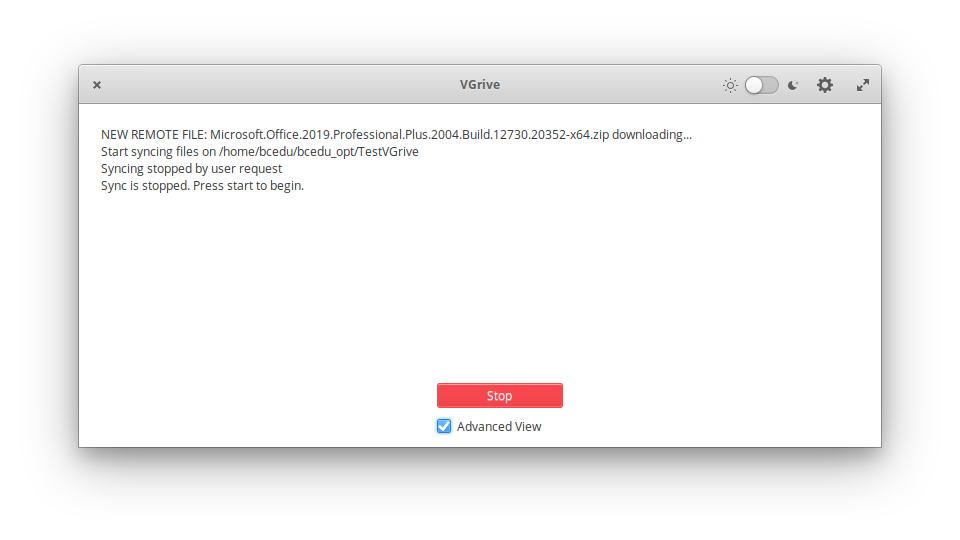 VGrive
NEW REMOTE FILE: Microsoft.Office.2019.Professional.Plus.2004.Build.12730.20352-x64.zip downloading...
Start syncing files on /home/bcedu/bcedu_opt/TestVGrive
Syncing stopped by user request
Sync is stopped. Press start to begin.
Stop
Advanced View